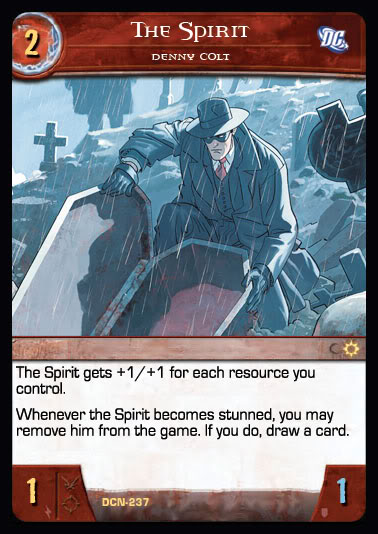 2
The Spirit
DC
Denny Colt
The Spirit gets +1/+1 for each resource you
control.
Whenever the Spirit becomes stunned, you may
remove him from the game. If you do, draw a card.
1
DCN-237
1